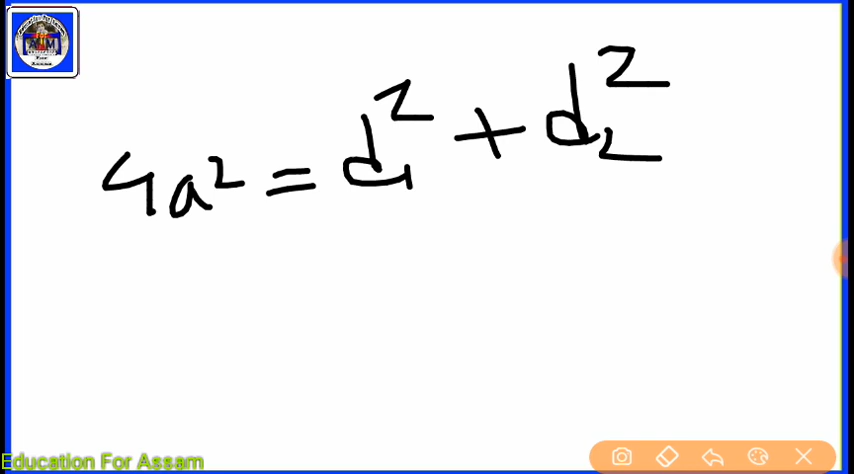 4a² = d₁² + d₂²
Education For Assam